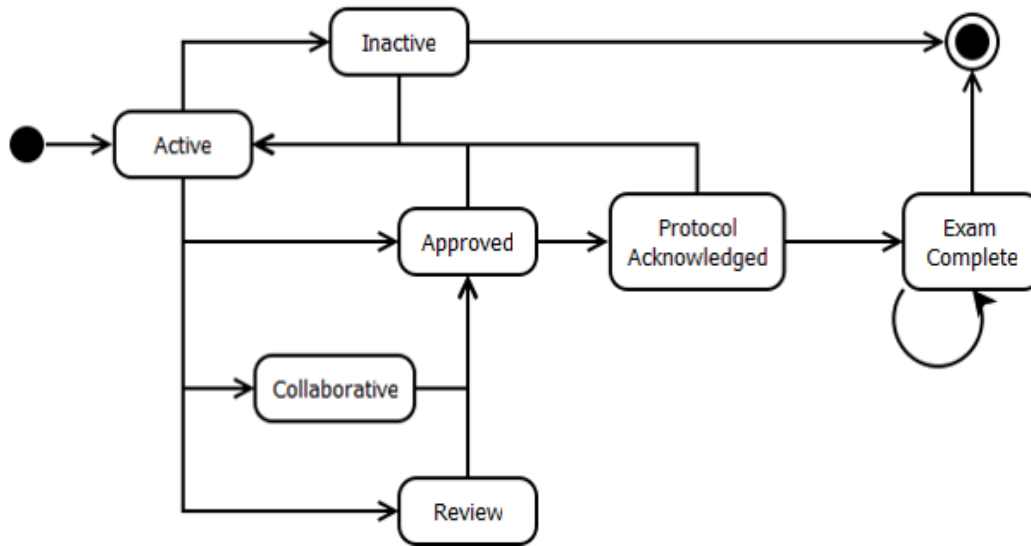 Inactive
Active
Approved
Protocol
Acknowledged
Exam
Complete
Collaborative
Review